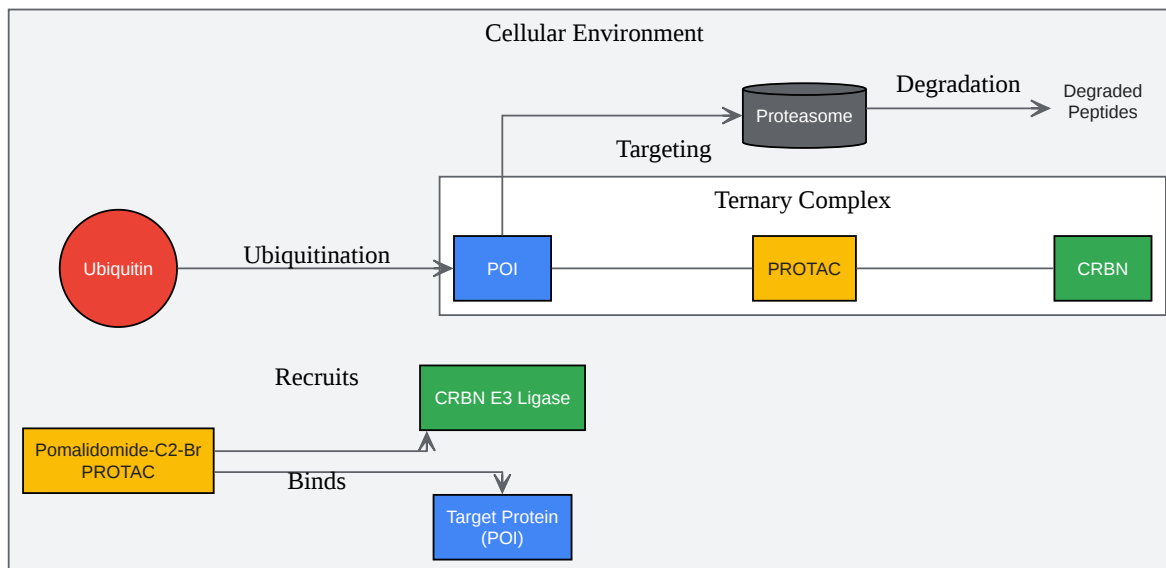 Cellular Environment
Degradation
Proteasome
Degraded
Peptides
Targeting
Ternary Complex
Ubiquitin
Ubiquitination
POI
PROTAC
CRBN
Recruits
CRBN E3 Ligase
Pomalidomide-C2-Br
PROTAC
Binds
Target Protein
(POI)